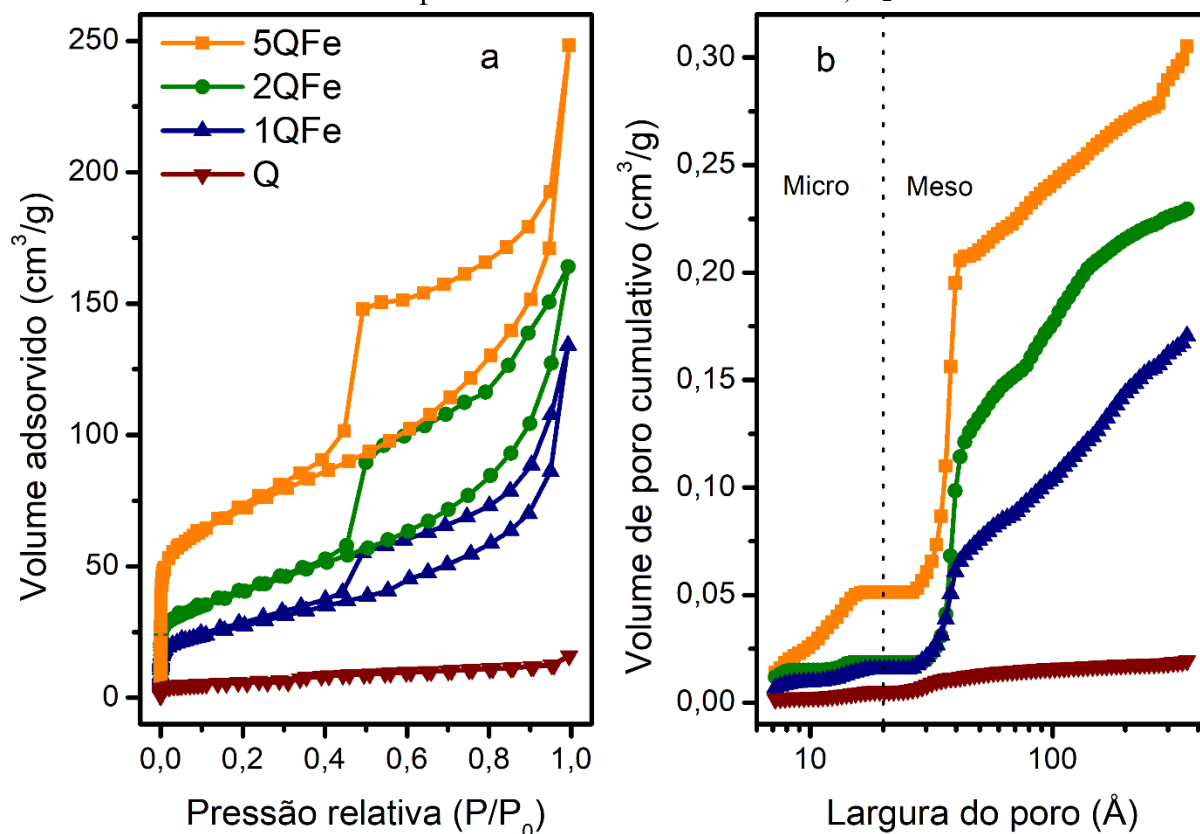 250
200
150
100
50
0
Volume adsorvido (cm³/g)
5QFe
2QFe
1QFe
Q
a
0,0 0,2 0,4 0,6 0,8 1,0
Pressão relativa (P/P₀)
0,30
0,25
0,20
0,15
0,10
0,05
0,00
Volume de poro cumulativo (cm³/g)
b
Micro Meso
10 100
Largura do poro (Å)